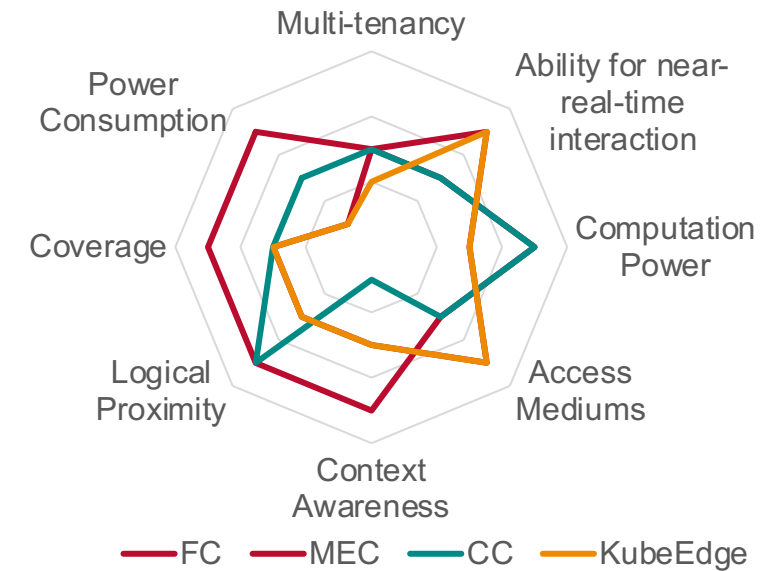 Multi-tenancy
Ability for near-
real-time
interaction
Power
Consumption
Coverage
Computation
Power
Logical
Proximity
Access
Mediums
Context
Awareness
FC MEC CC KubeEdge